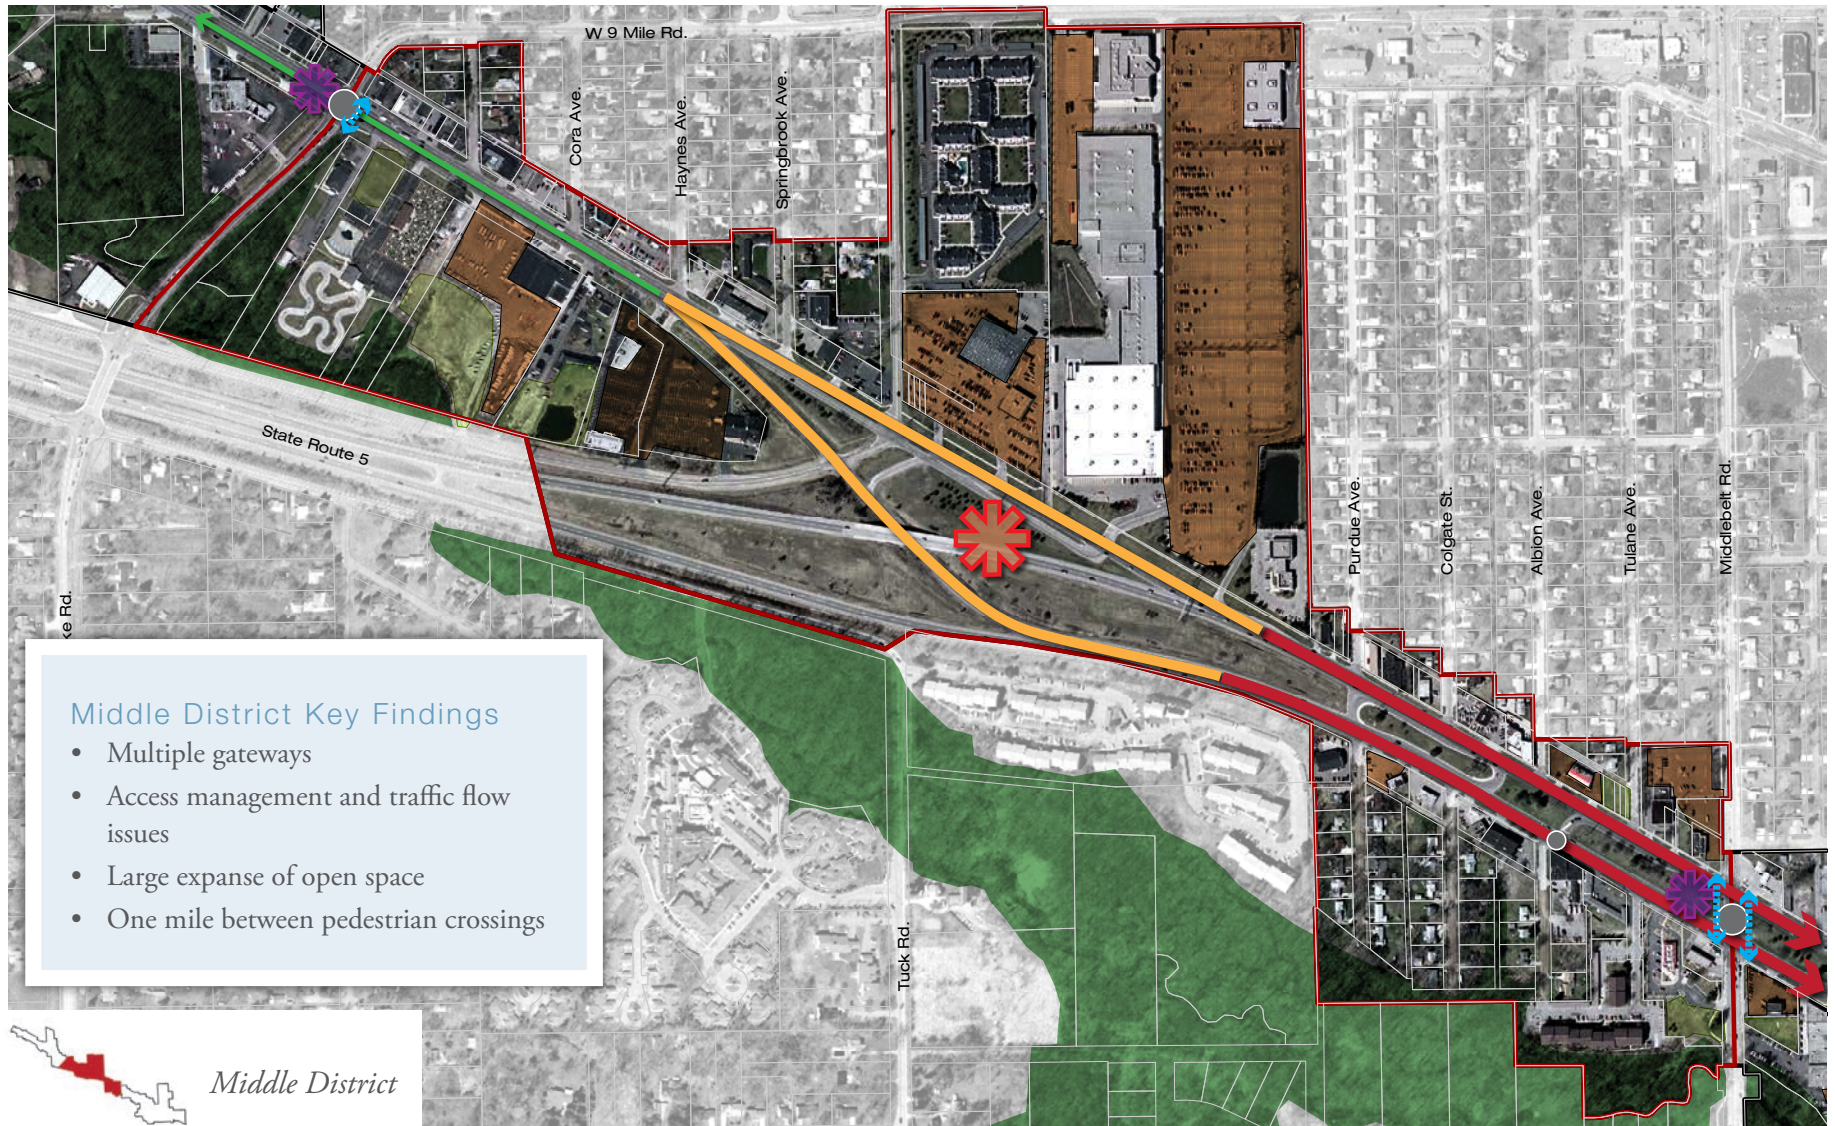 W 9 Mile Rd.
Cora Ave.
Haynes Ave.
Springbrook Ave.
State Route 5
Purdue Ave.
Colgate St.
Albion Ave.
Tulane Ave.
Middlebelt Rd.
ke Rd.
Tuck Rd.
Middle District Key Findings
• Multiple gateways
• Access management and traffic flow
issues
• Large expanse of open space
• One mile between pedestrian crossings
Middle District